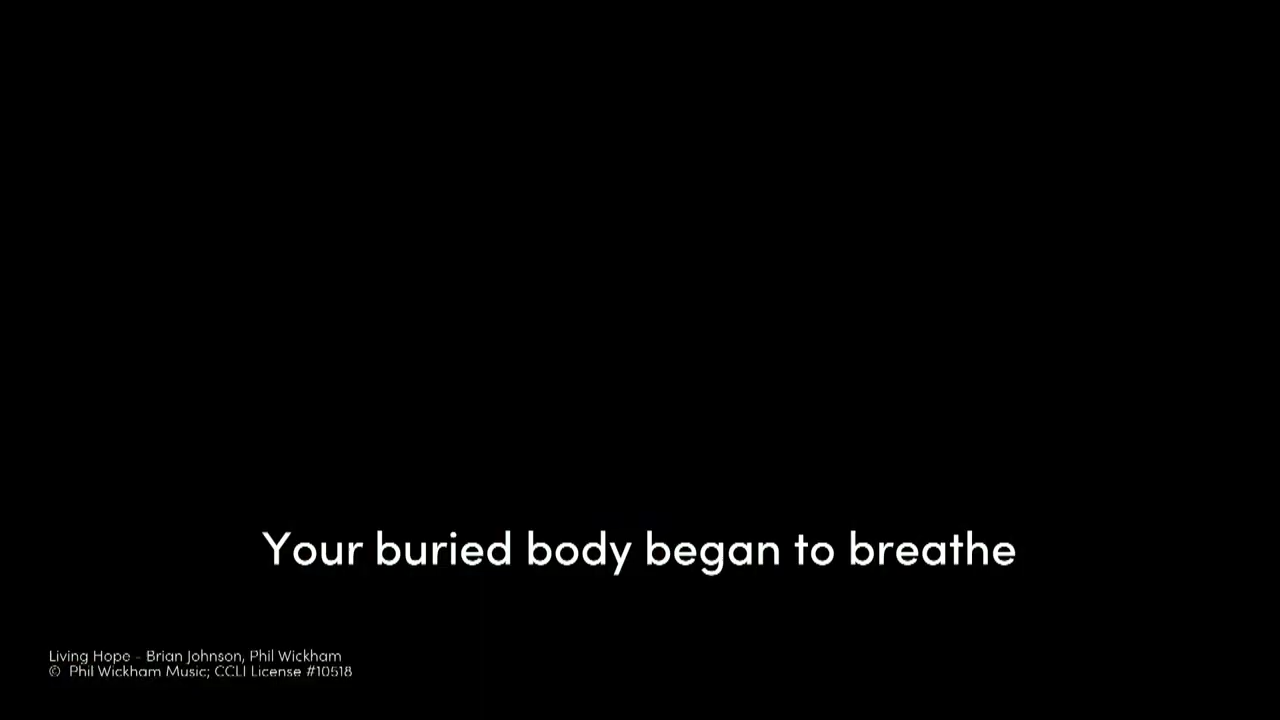 Your buried body began to breathe
Living Hope - Brian Johnson, Phil Wickham
© Phil Wickham Music; CCLI License #10518